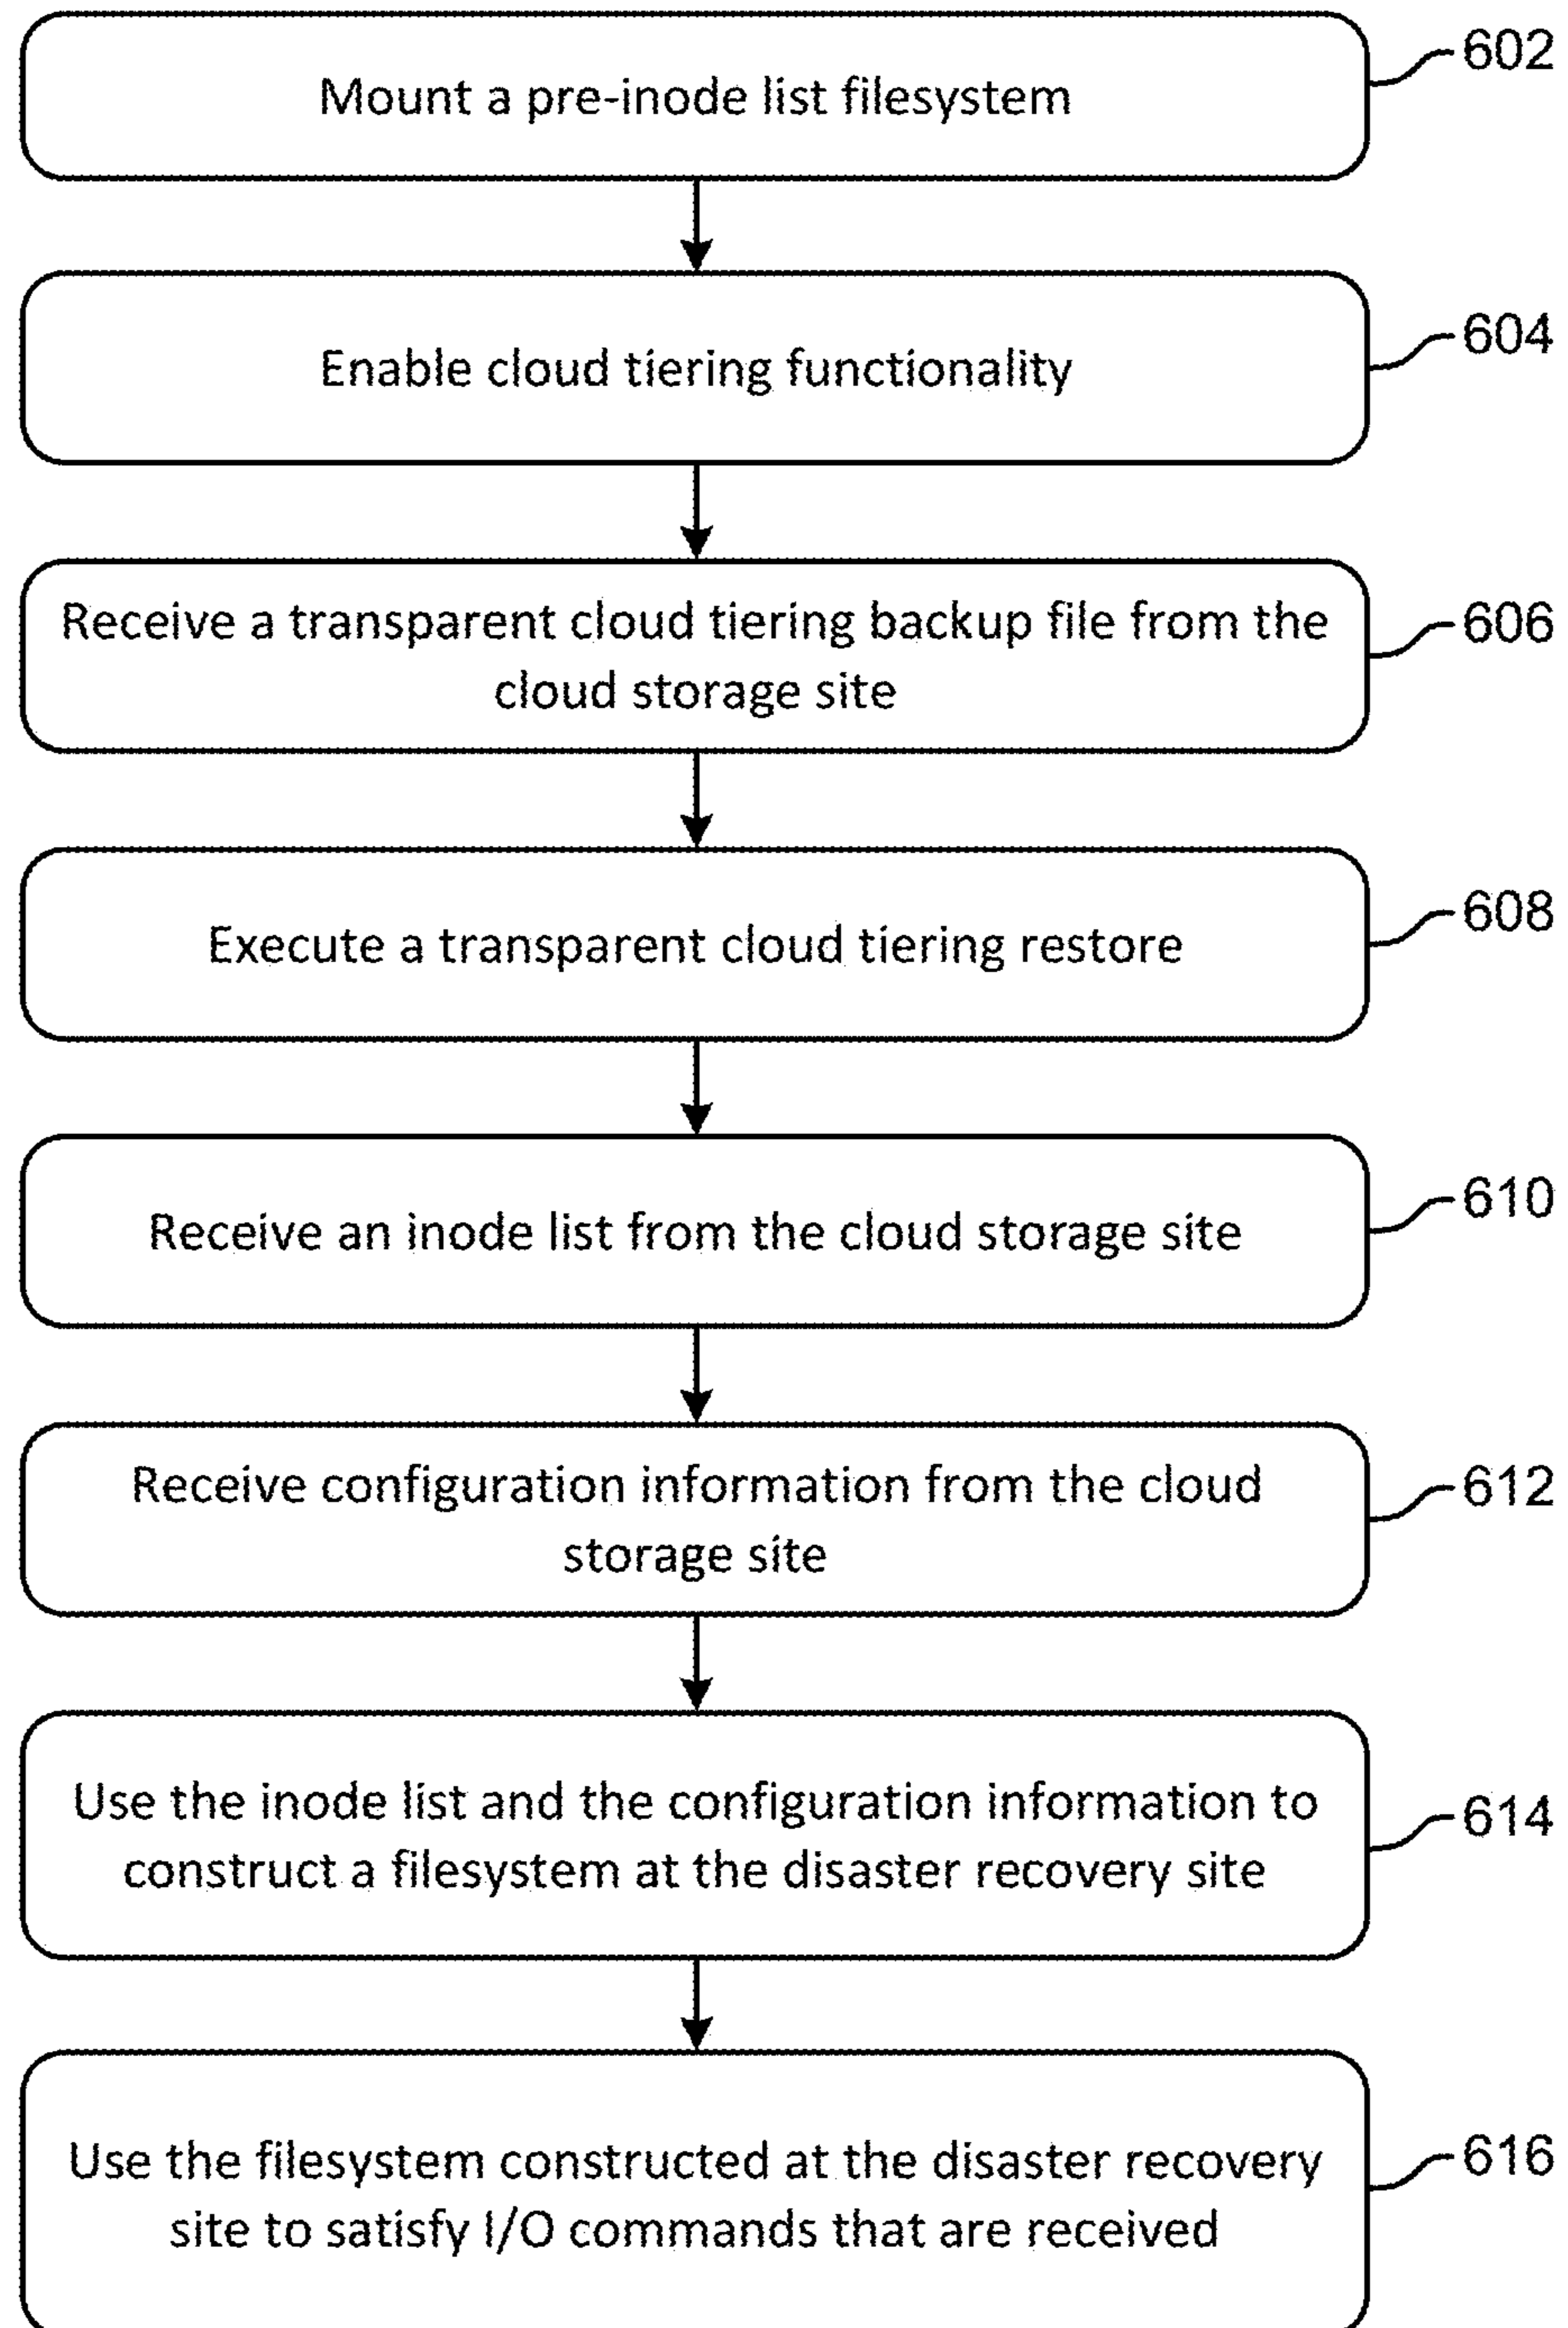 Mount a pre-inode list filesystem
602
Enable cloud tiering functionality
604
Receive a transparent cloud tiering backup file from the
cloud storage site
606
Execute a transparent cloud tiering restore
608
Receive an inode list from the cloud storage site
610
Receive configuration information from the cloud
storage site
612
Use the inode list and the configuration information to
construct a filesystem at the disaster recovery site
614
Use the filesystem constructed at the disaster recovery
site to satisfy I/O commands that are received
616